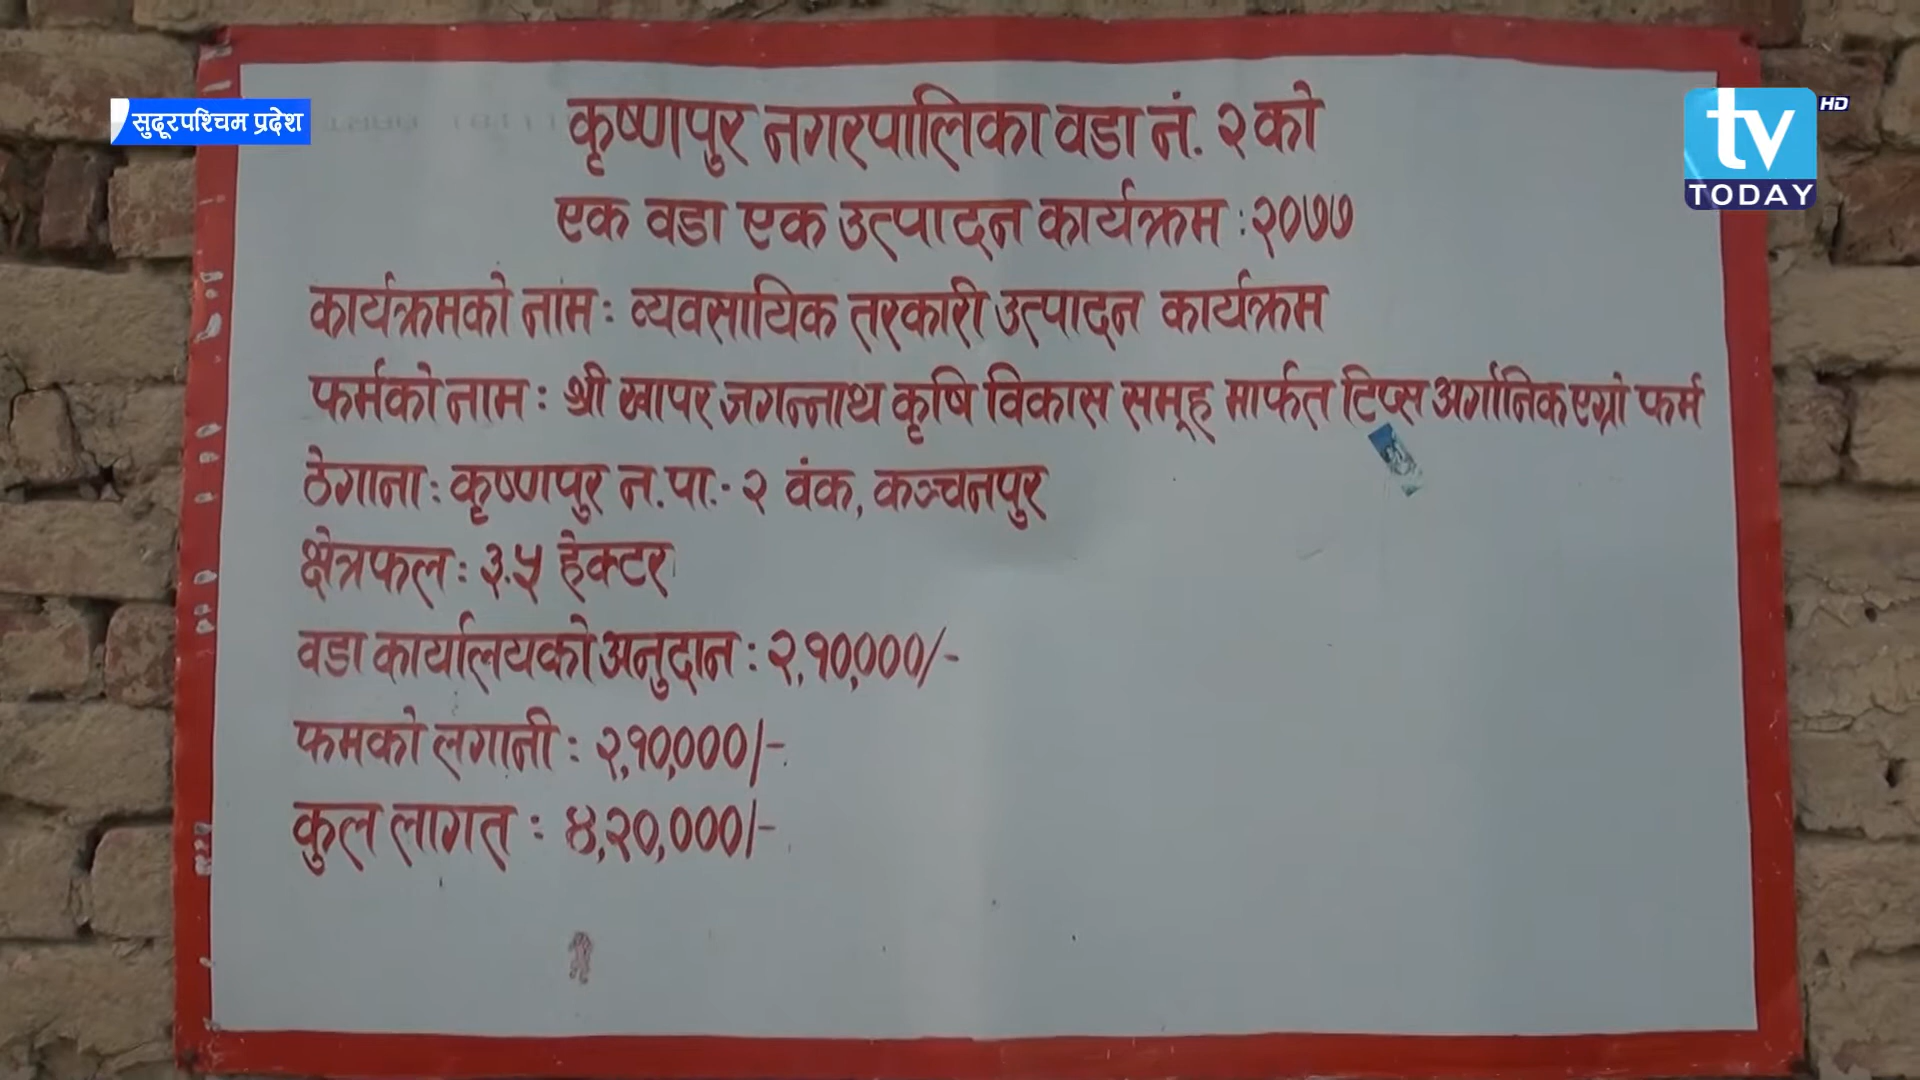 सुदूरपश्चिम प्रदेश
tv HD
TODAY
कृष्णपुर नगरपालिका वडा नं. २ को
एक वडा एक उत्पादन कार्यक्रम : २०७७
कार्यक्रमको नाम : व्यवसायिक तरकारी उत्पादन कार्यक्रम
फर्मको नाम : श्री खापर जगन्नाथ कृषि विकास समूह मार्फत टिप्स अर्गानिक एग्रो फर्म
ठेगाना : कृष्णपुर न.पा.- २ वंक, कञ्चनपुर
क्षेत्रफल : ३.५ हेक्टर
वडा कार्यालयको अनुदान : २,१०,०००/-
फमको लगानी : २,१०,०००/-
कुल लागत : ४,२०,०००/-